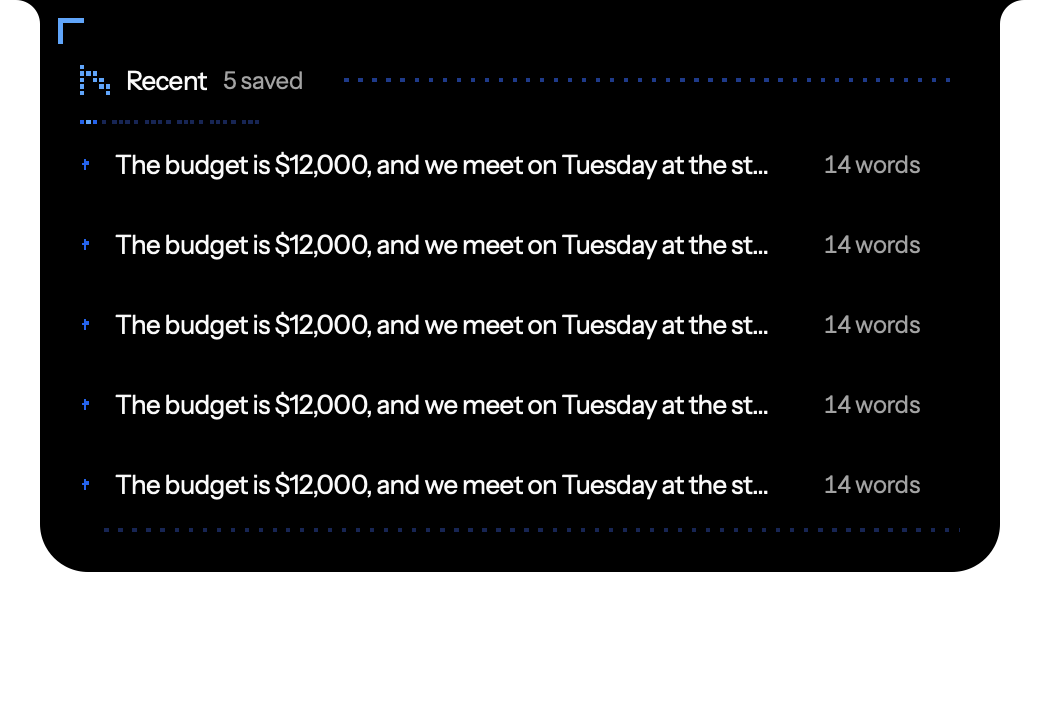 Recent 5 saved
The budget is $12,000, and we meet on Tuesday at the st... 14 words
The budget is $12,000, and we meet on Tuesday at the st... 14 words
The budget is $12,000, and we meet on Tuesday at the st... 14 words
The budget is $12,000, and we meet on Tuesday at the st... 14 words
The budget is $12,000, and we meet on Tuesday at the st... 14 words